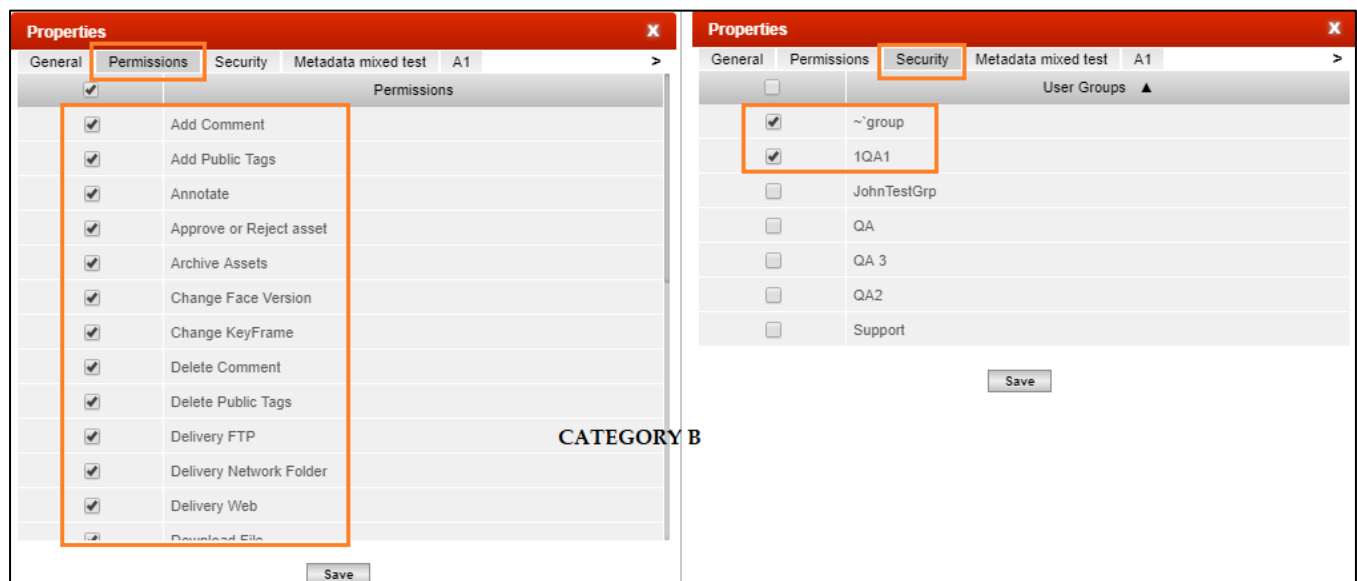 Properties X
General Permissions Security Metadata mixed test A1 >
Permissions
Add Comment
Add Public Tags
Annotate
Approve or Reject asset
Archive Assets
Change Face Version
Change KeyFrame
Delete Comment
Delete Public Tags
Delivery FTP
Delivery Network Folder
Delivery Web
Download File
Save
CATEGORY B
Properties X
General Permissions Security Metadata mixed test A1 >
User Groups ▲
~`group
1QA1
JohnTestGrp
QA
QA 3
QA2
Support
Save